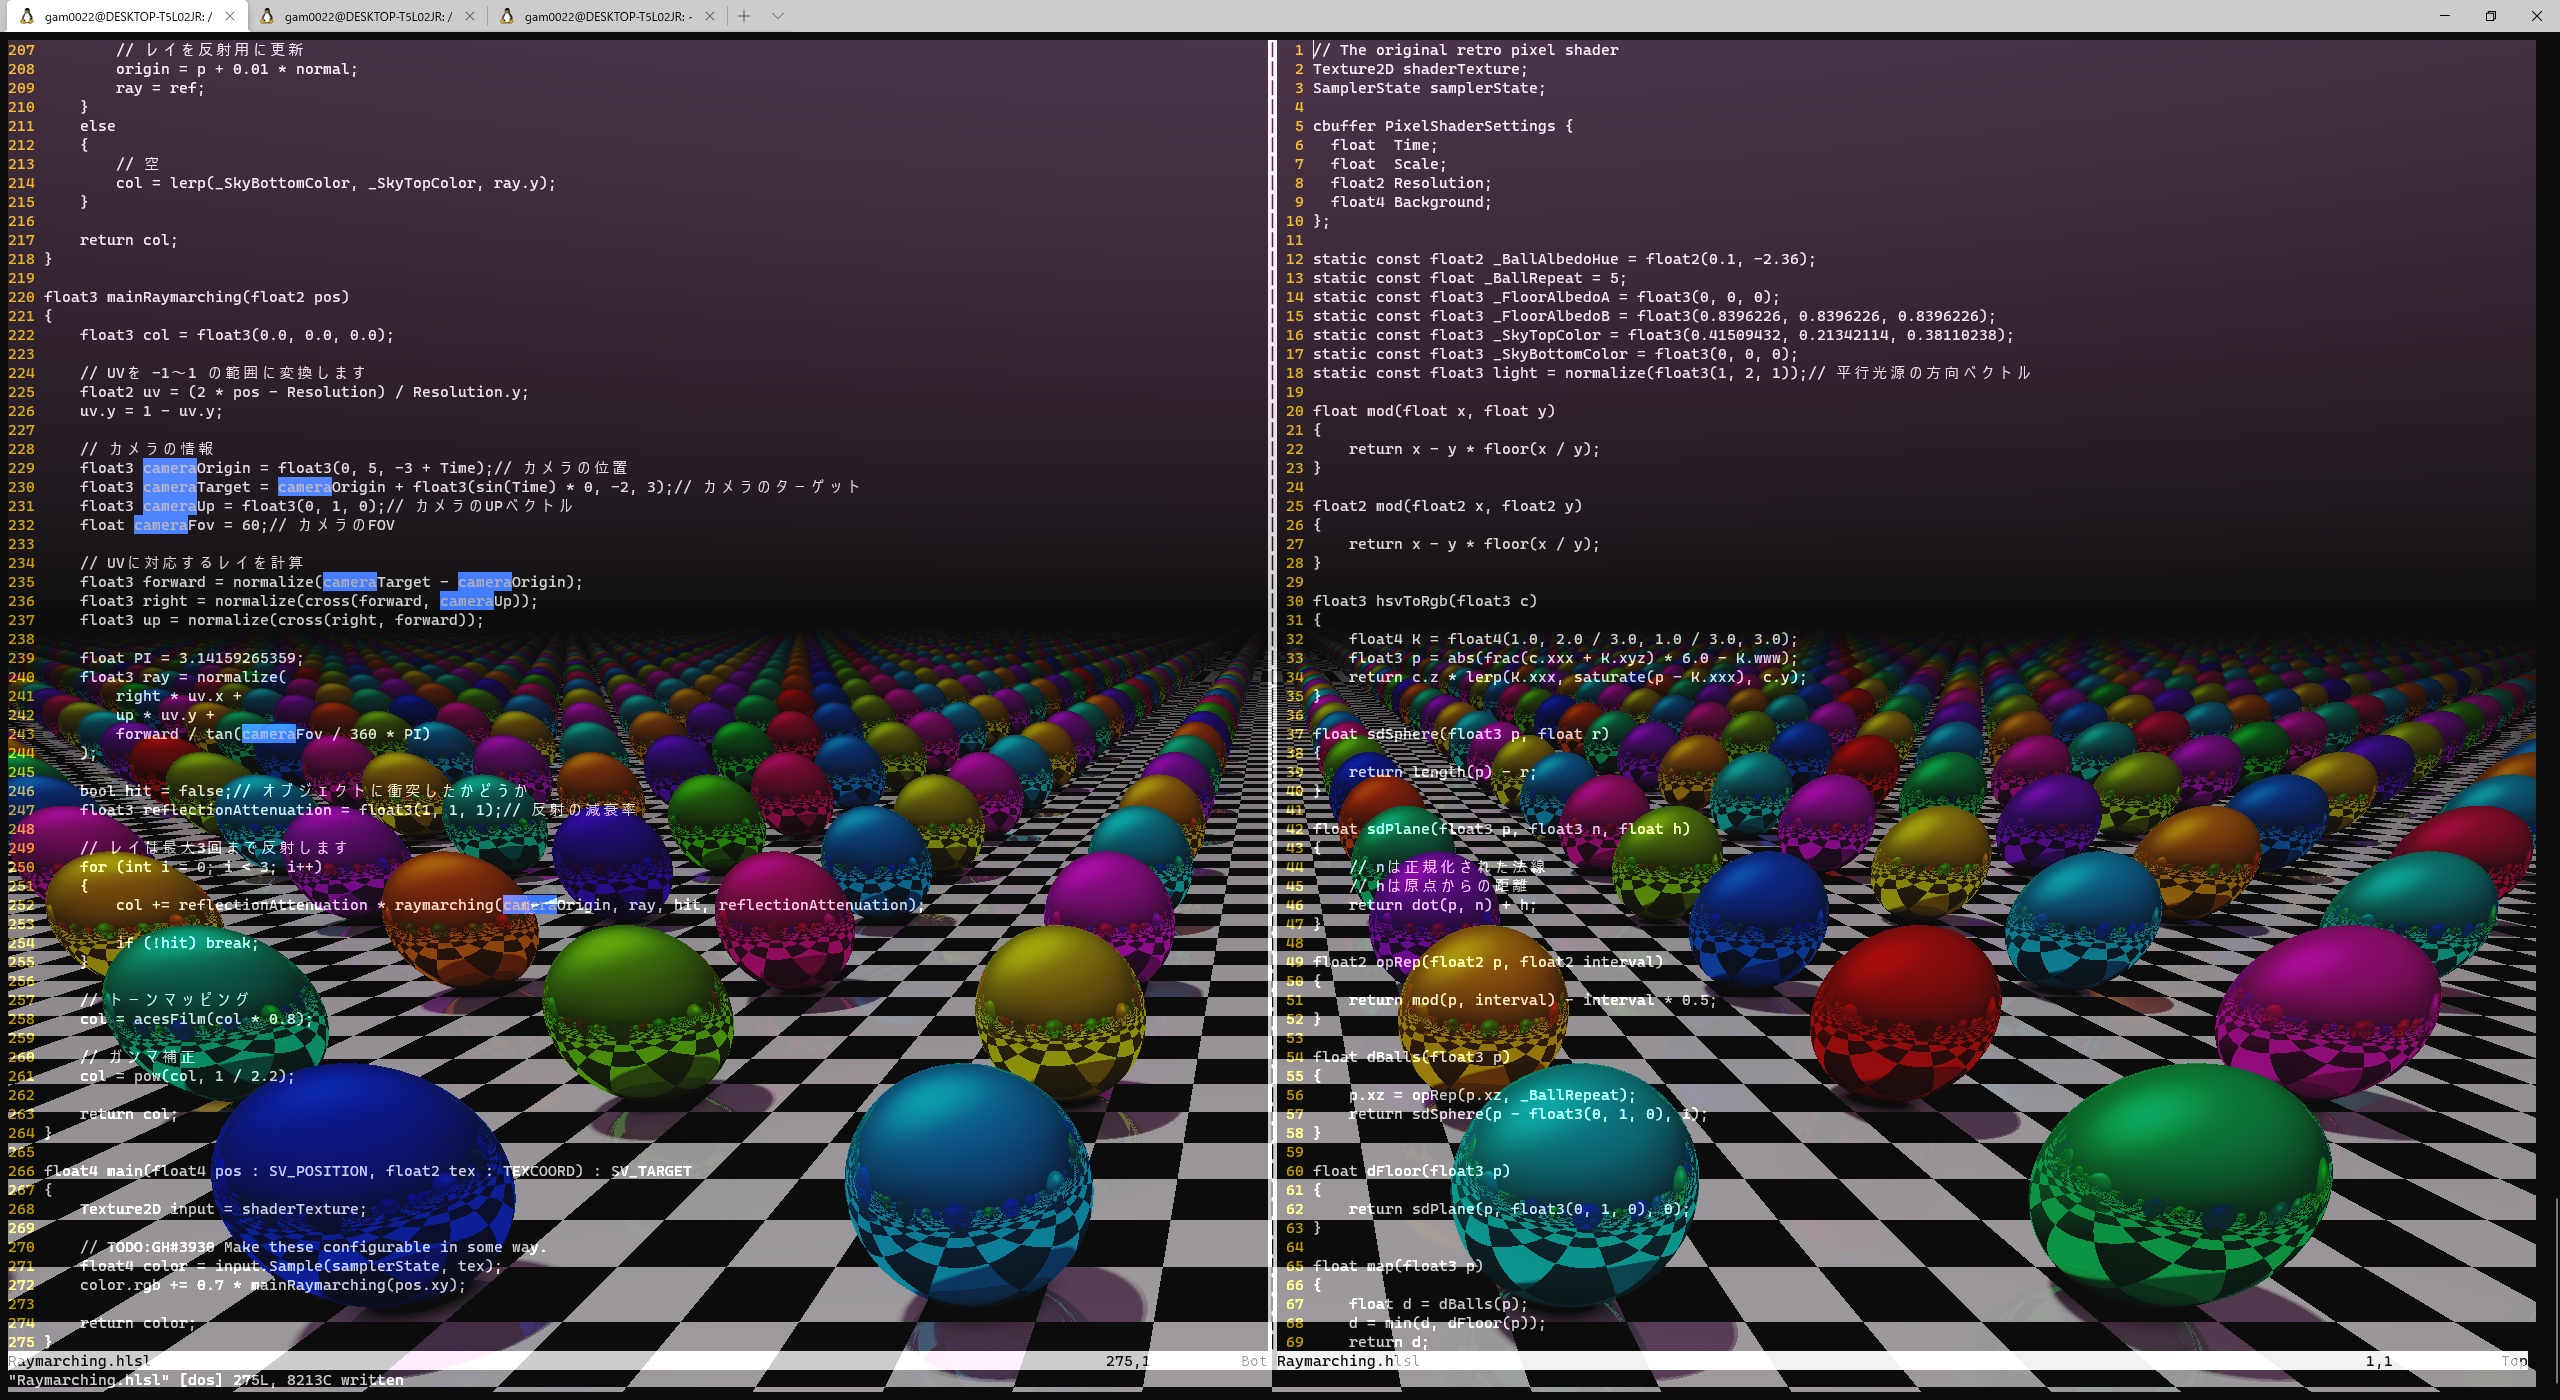 gam0022@DESKTOP-T5L02JR: /
gam0022@DESKTOP-T5L02JR: /
gam0022@DESKTOP-T5L02JR: ~
207         // レイを反射用に更新
208         origin = p + 0.01 * normal;
209         ray = ref;
210     }
211     else
212     {
213         // 空
214         col = lerp(_SkyBottomColor, _SkyTopColor, ray.y);
215     }
216
217     return col;
218 }
219
220 float3 mainRaymarching(float2 pos)
221 {
222     float3 col = float3(0.0, 0.0, 0.0);
223
224     // UVを -1～1 の範囲に変換します
225     float2 uv = (2 * pos - Resolution) / Resolution.y;
226     uv.y = 1 - uv.y;
227
228     // カメラの情報
229     float3 cameraOrigin = float3(0, 5, -3 + Time);// カメラの位置
230     float3 cameraTarget = cameraOrigin + float3(sin(Time) * 0, -2, 3);// カメラのターゲット
231     float3 cameraUp = float3(0, 1, 0);// カメラのUPベクトル
232     float cameraFov = 60;// カメラのFOV
233
234     // UVに対応するレイを計算
235     float3 forward = normalize(cameraTarget - cameraOrigin);
236     float3 right = normalize(cross(forward, cameraUp));
237     float3 up = normalize(cross(right, forward));
238
239     float PI = 3.14159265359;
240     float3 ray = normalize(
241         right * uv.x +
242         up * uv.y +
243         forward / tan(cameraFov / 360 * PI)
244     );
245
246     bool hit = false;// オブジェクトに衝突したかどうか
247     float3 reflectionAttenuation = float3(1, 1, 1);// 反射の減衰率
248
249     // レイは最大3回まで反射します
250     for (int i = 0; i < 3; i++)
251     {
252         col += reflectionAttenuation * raymarching(cameraOrigin, ray, hit, reflectionAttenuation);
253
254         if (!hit) break;
255     }
256
257     // トーンマッピング
258     col = acesFilm(col * 0.8);
259
260     // ガンマ補正
261     col = pow(col, 1 / 2.2);
262
263     return col;
264 }
265
266 float4 main(float4 pos : SV_POSITION, float2 tex : TEXCOORD) : SV_TARGET
267 {
268     Texture2D input = shaderTexture;
269
270     // TODO:GH#3930 Make these configurable in some way.
271     float4 color = input.Sample(samplerState, tex);
272     color.rgb += 0.7 * mainRaymarching(pos.xy);
273
274     return color;
275 }
Raymarching.hlsl 275,1 Bot
"Raymarching.hlsl" [dos] 275L, 8213C written
1 // The original retro pixel shader
2 Texture2D shaderTexture;
3 SamplerState samplerState;
4
5 cbuffer PixelShaderSettings {
6   float  Time;
7   float  Scale;
8   float2 Resolution;
9   float4 Background;
10 };
11
12 static const float2 _BallAlbedoHue = float2(0.1, -2.36);
13 static const float _BallRepeat = 5;
14 static const float3 _FloorAlbedoA = float3(0, 0, 0);
15 static const float3 _FloorAlbedoB = float3(0.8396226, 0.8396226, 0.8396226);
16 static const float3 _SkyTopColor = float3(0.41509432, 0.21342114, 0.38110238);
17 static const float3 _SkyBottomColor = float3(0, 0, 0);
18 static const float3 light = normalize(float3(1, 2, 1));// 平行光源の方向ベクトル
19
20 float mod(float x, float y)
21 {
22     return x - y * floor(x / y);
23 }
24
25 float2 mod(float2 x, float2 y)
26 {
27     return x - y * floor(x / y);
28 }
29
30 float3 hsvToRgb(float3 c)
31 {
32     float4 K = float4(1.0, 2.0 / 3.0, 1.0 / 3.0, 3.0);
33     float3 p = abs(frac(c.xxx + K.xyz) * 6.0 - K.www);
34     return c.z * lerp(K.xxx, saturate(p - K.xxx), c.y);
35 }
36
37 float sdSphere(float3 p, float r)
38 {
39     return length(p) - r;
40 }
41
42 float sdPlane(float3 p, float3 n, float h)
43 {
44     // nは正規化された法線
45     // hは原点からの距離
46     return dot(p, n) + h;
47 }
48
49 float2 opRep(float2 p, float2 interval)
50 {
51     return mod(p, interval) - interval * 0.5;
52 }
53
54 float dBalls(float3 p)
55 {
56     p.xz = opRep(p.xz, _BallRepeat);
57     return sdSphere(p - float3(0, 1, 0), 1);
58 }
59
60 float dFloor(float3 p)
61 {
62     return sdPlane(p, float3(0, 1, 0), 0);
63 }
64
65 float map(float3 p)
66 {
67     float d = dBalls(p);
68     d = min(d, dFloor(p));
69     return d;
Raymarching.hlsl 1,1 Top